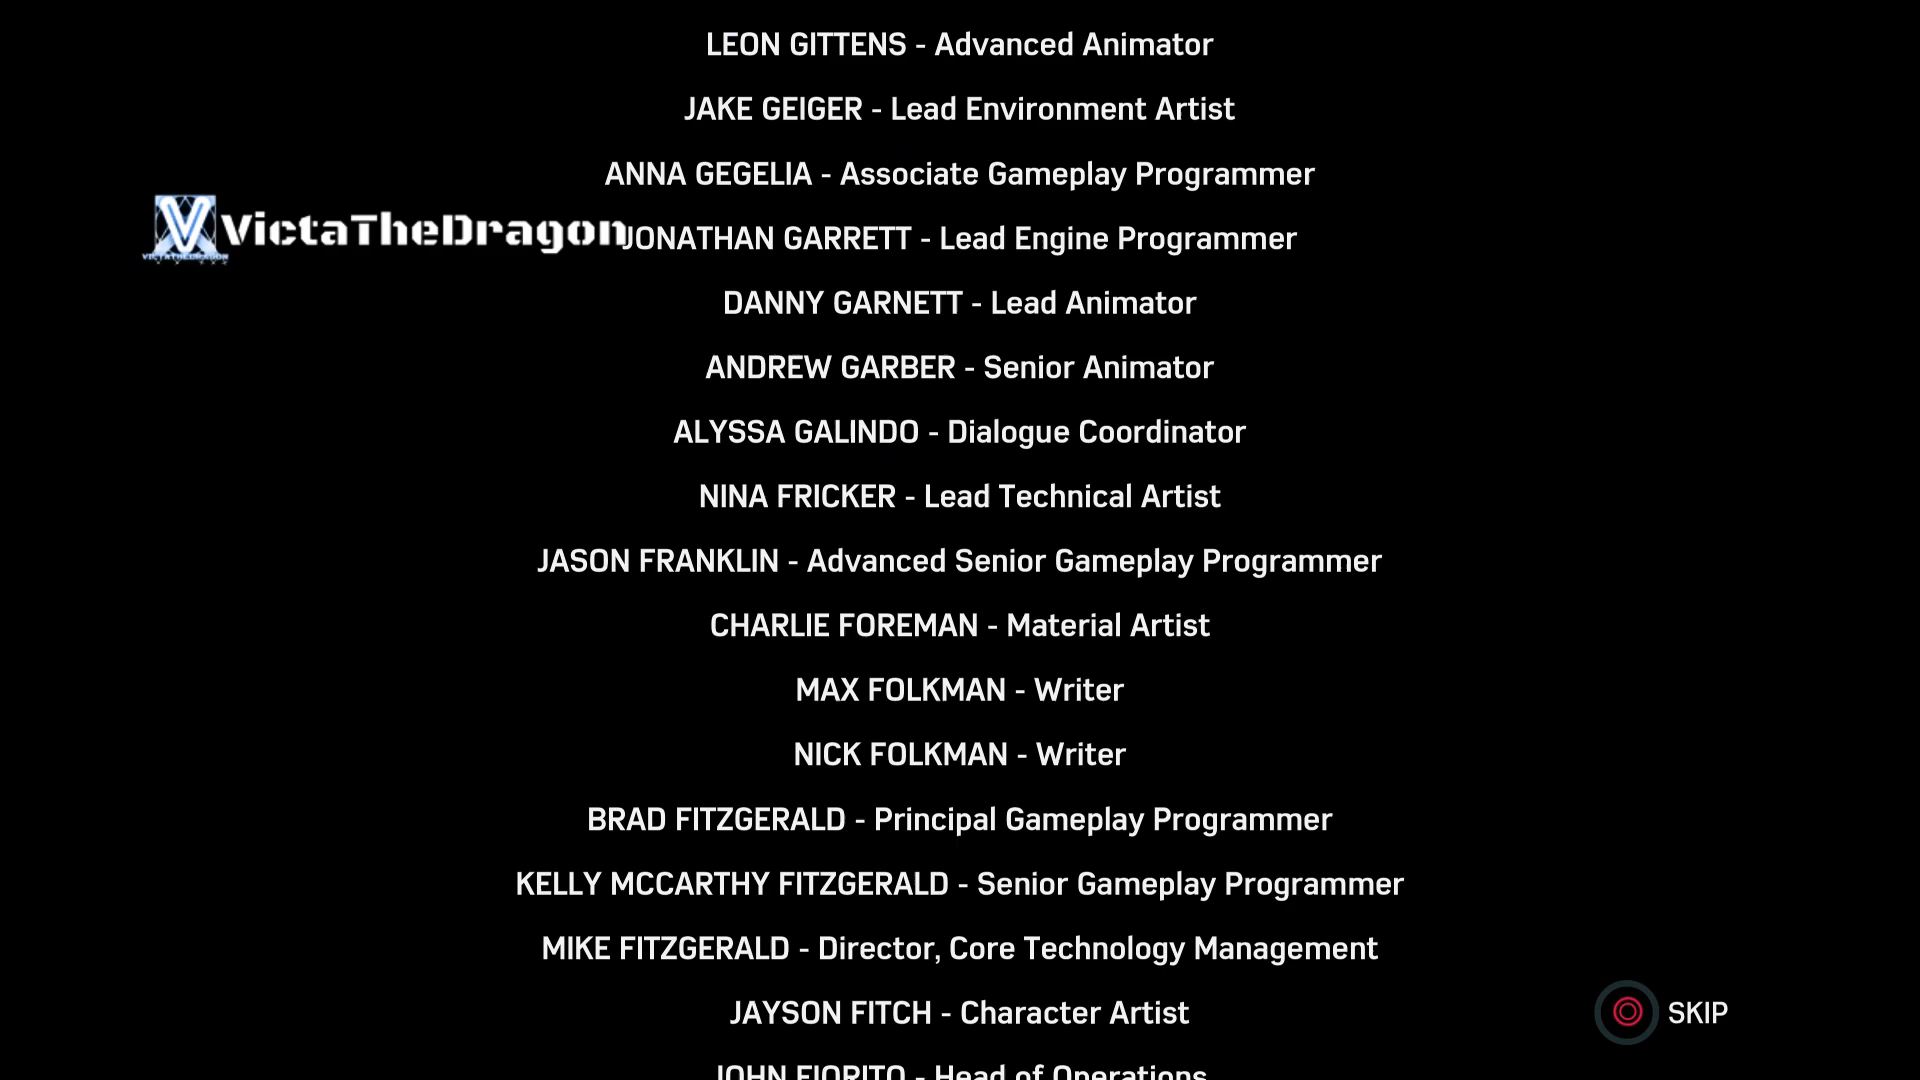 LEON GITTENS - Advanced Animator
JAKE GEIGER - Lead Environment Artist
ANNA GEGELIA - Associate Gameplay Programmer
VictaTheDragon
VICTATHEDRAGON
JONATHAN GARRETT - Lead Engine Programmer
DANNY GARNETT - Lead Animator
ANDREW GARBER - Senior Animator
ALYSSA GALINDO - Dialogue Coordinator
NINA FRICKER - Lead Technical Artist
JASON FRANKLIN - Advanced Senior Gameplay Programmer
CHARLIE FOREMAN - Material Artist
MAX FOLKMAN - Writer
NICK FOLKMAN - Writer
BRAD FITZGERALD - Principal Gameplay Programmer
KELLY MCCARTHY FITZGERALD - Senior Gameplay Programmer
MIKE FITZGERALD - Director, Core Technology Management
JAYSON FITCH - Character Artist
SKIP
JOHN FIORITO - Head of Operations